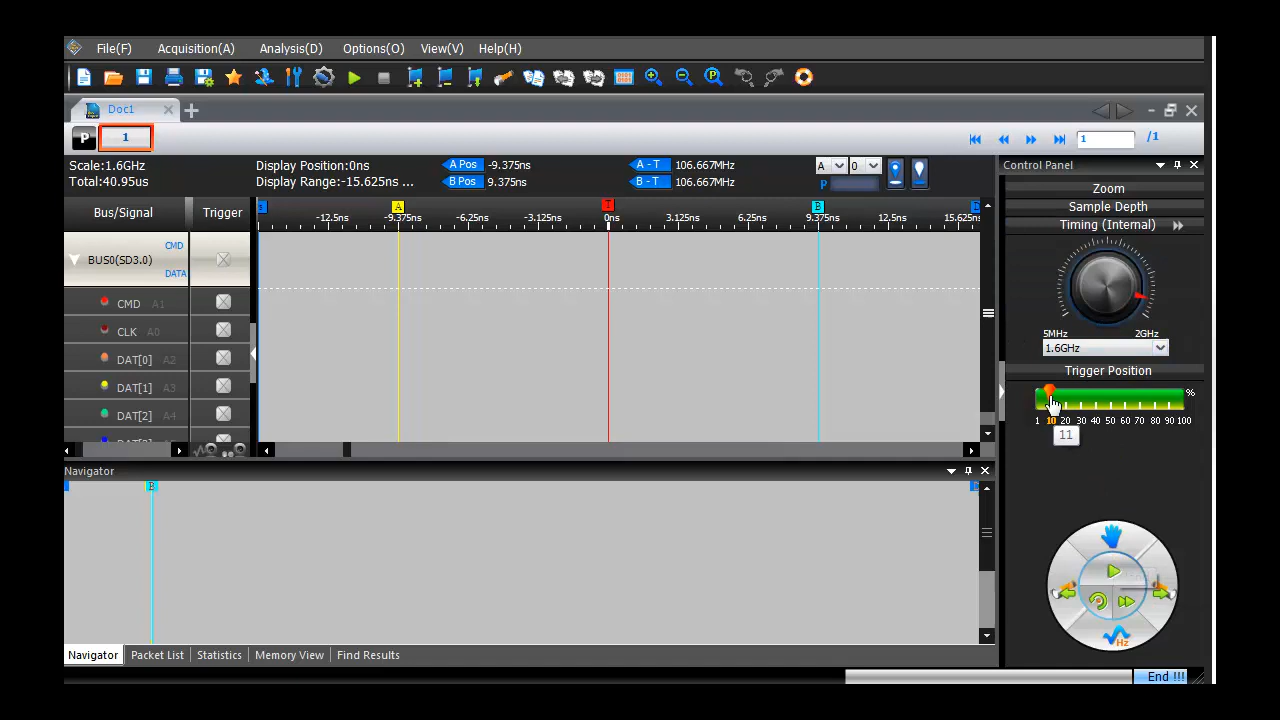 File(F) Acquisition(A) Analysis(D) Options(O) View(V) Help(H)
Doc1
P 1 1 /1
Scale:1.6GHz Display Position:0ns A Pos -9.375ns A - T 106.667MHz A 0
Total:40.95us Display Range:-15.625ns ... B Pos 9.375ns B - T 106.667MHz P
Control Panel
Zoom
Sample Depth
Timing (Internal)
5MHz 2GHz
1.6GHz
Trigger Position
%
1 10 20 30 40 50 60 70 80 90 100
11
Hz
Bus/Signal Trigger
A T B
-12.5ns -9.375ns -6.25ns -3.125ns 0ns 3.125ns 6.25ns 9.375ns 12.5ns 15.625ns
CMD
BUS0(SD3.0)
DATA
CMD A1
CLK A0
DAT[0] A2
DAT[1] A3
DAT[2] A4
Navigator
B
Navigator Packet List Statistics Memory View Find Results
End !!!